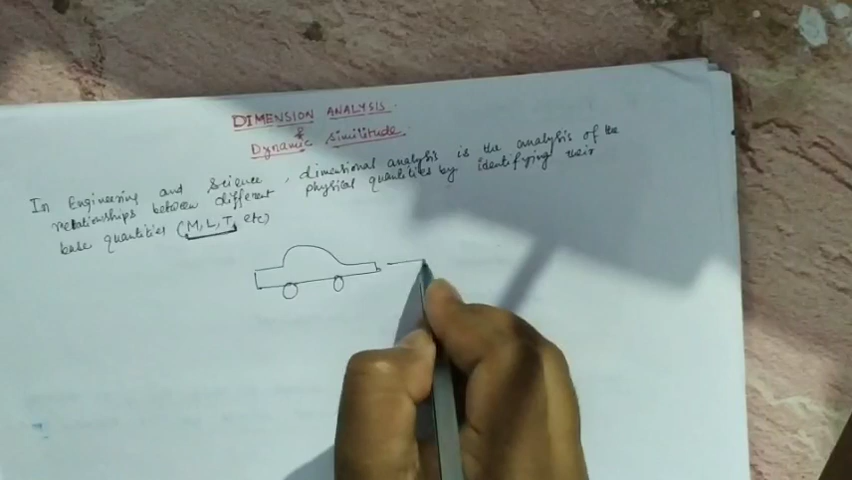 DIMENSION ANALYSIS
&
Dynamic similitude
In Engineering and Science, dimensional analysis is the analysis of the
relationships between different physical quantities by identifying their
base quantities (M, L, T, etc)